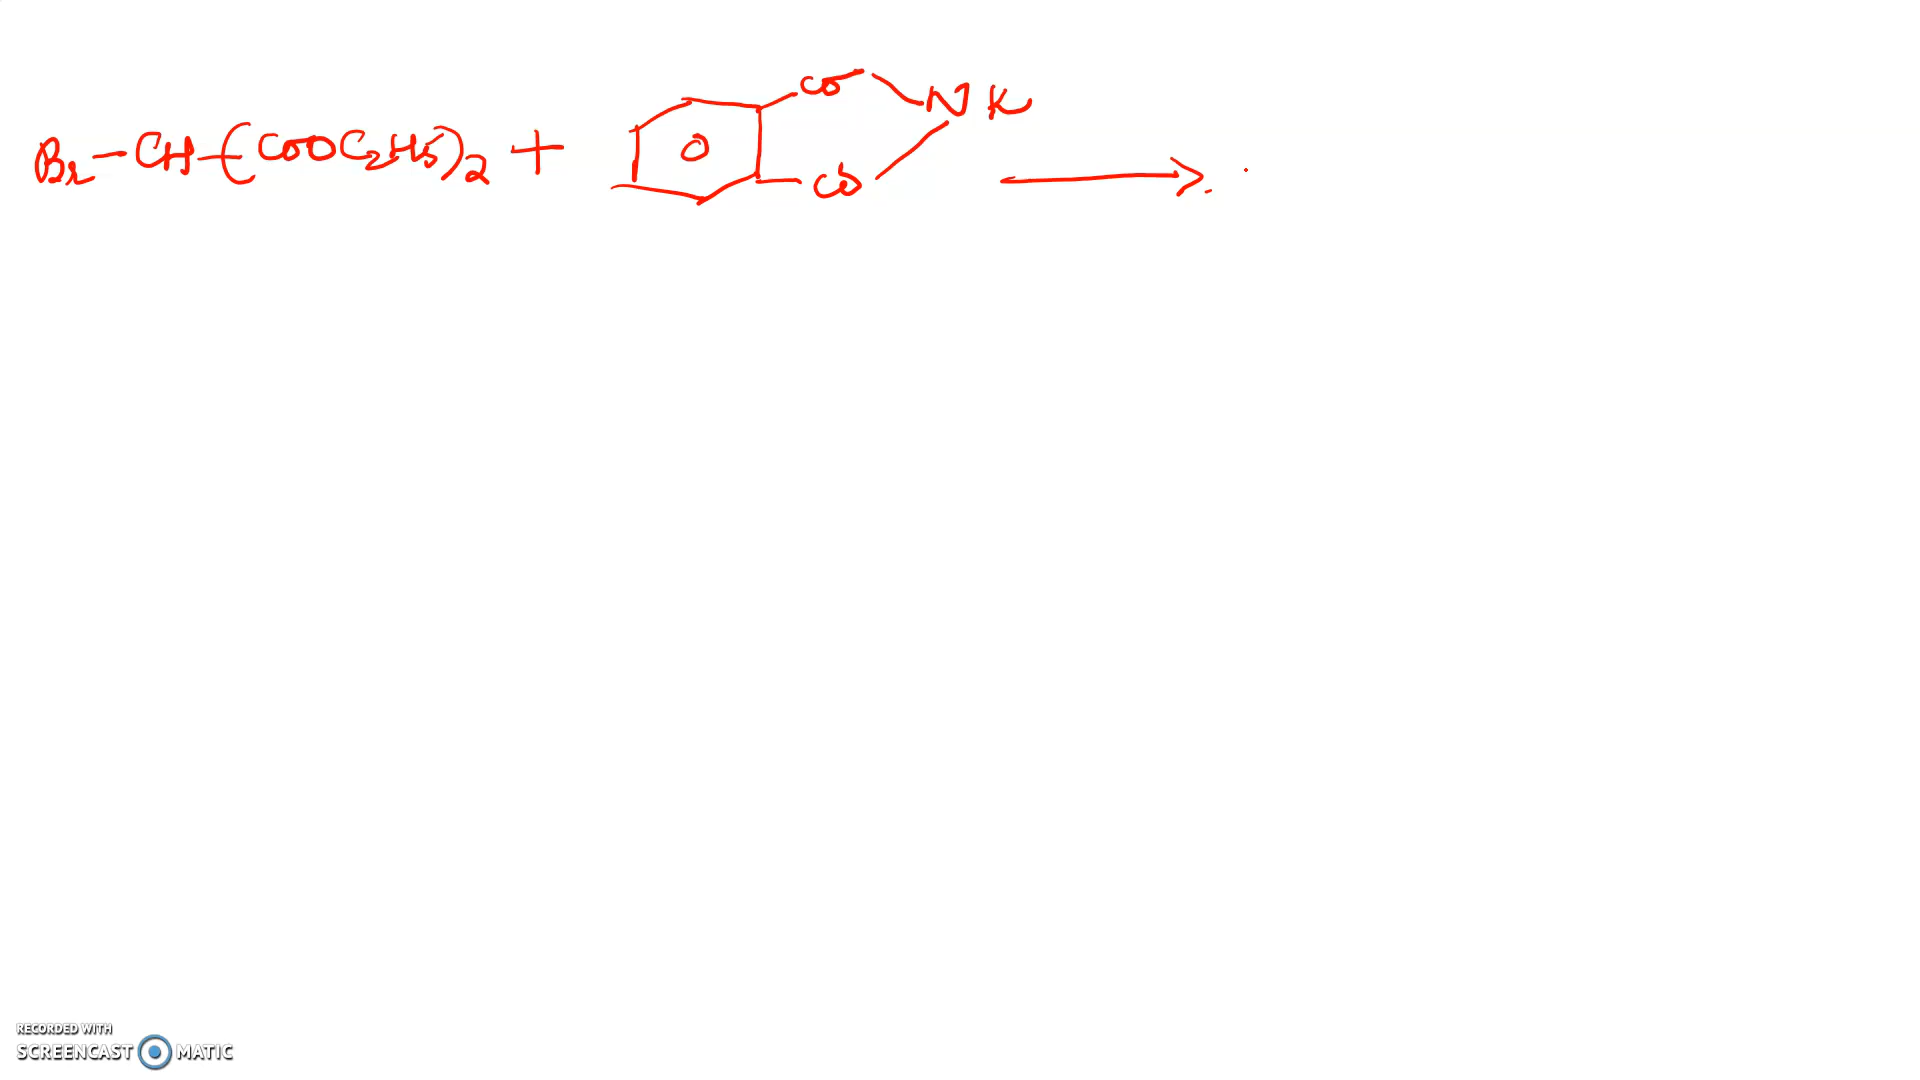 Br-CH-(COOC2H5)2 + CO CO NK →
RECORDED WITH
SCREENCAST MATIC